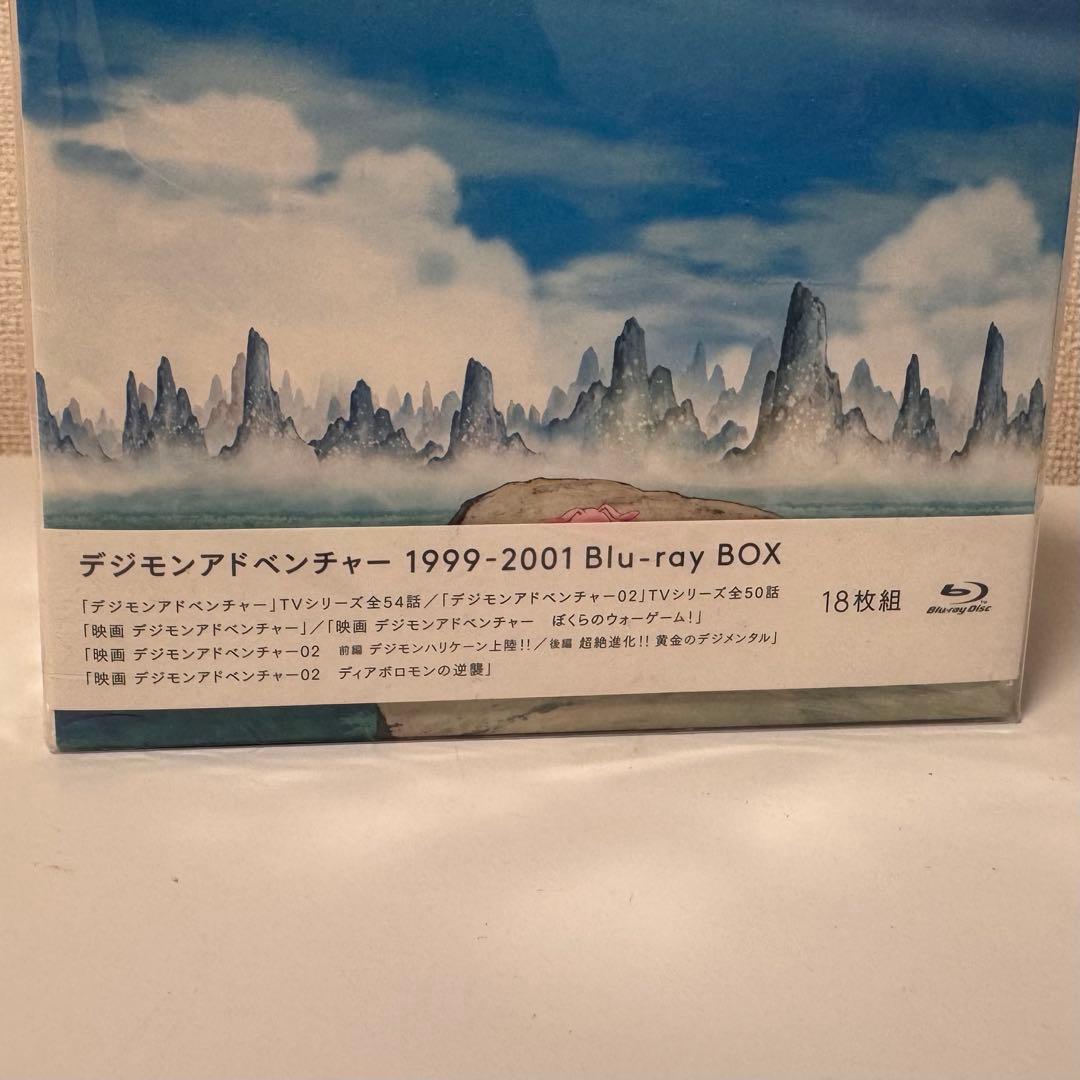 デジモンアドベンチャー 1999-2001 Blu-ray BOX
「デジモンアドベンチャー」TVシリーズ全54話／「デジモンアドベンチャー02」TVシリーズ全50話
「映画 デジモンアドベンチャー」／「映画 デジモンアドベンチャー　ぼくらのウォーゲーム！」
「映画 デジモンアドベンチャー02　前編 デジモンハリケーン上陸!!／後編 超絶進化!! 黄金のデジメンタル」
「映画 デジモンアドベンチャー02　ディアボロモンの逆襲」
18枚組
Blu-ray Disc™